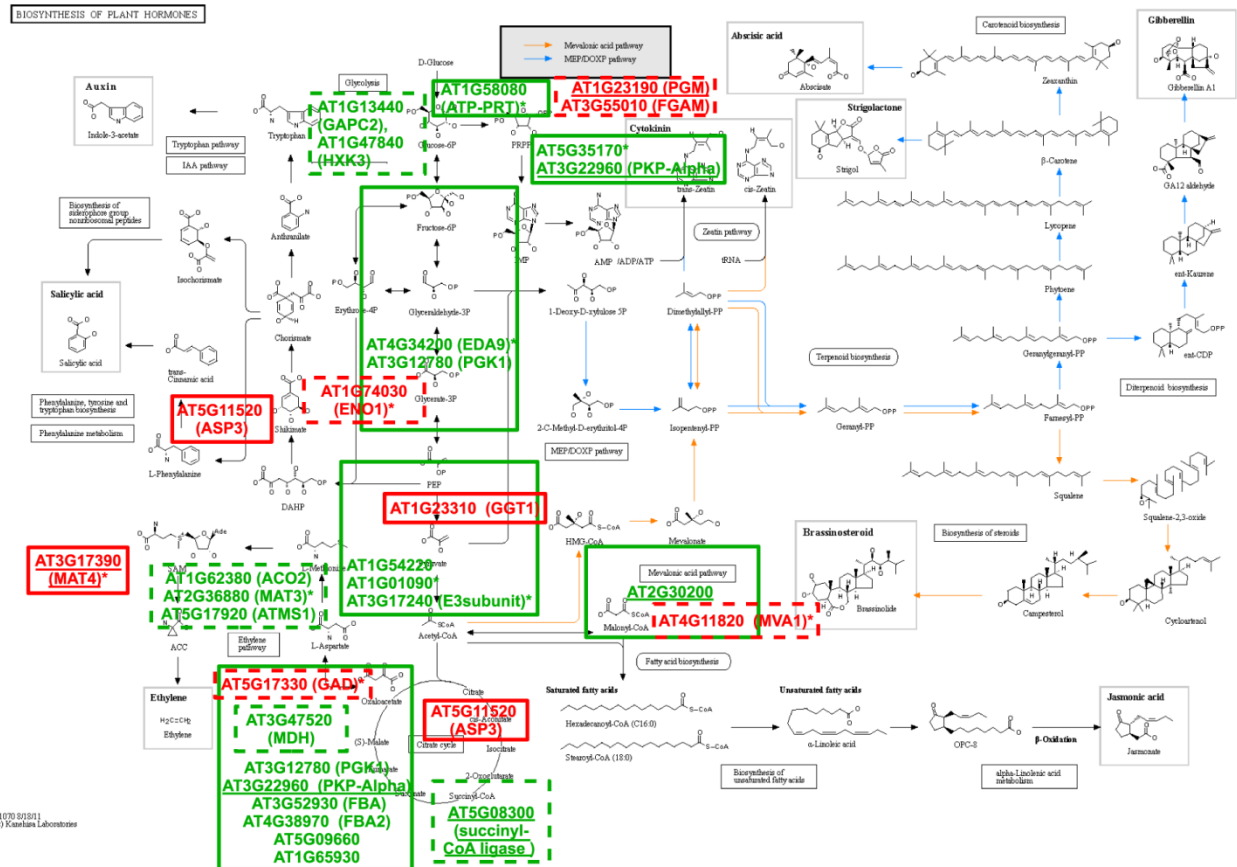 BIOSYNTHESIS OF PLANT HORMONES
Mevalonic acid pathway
MEP/DOXP pathway
Auxin
Indole-3-acetate
Tryptophan
Tryptophan pathway
IAA pathway
Glycolysis
D-Glucose
AT1G13440
(GAPC2),
AT1G47840
(HXK3)
Glucose-6P
AT1G58080
(ATP-PRT)*
PRPP
AT1G23190 (PGM)
AT3G55010 (FGAM)
Cytokinin
AT5G35170*
AT3G22960 (PKP-Alpha)
trans-Zeatin
cis-Zeatin
Zeatin pathway
tRNA
Abscisic acid
Abscisate
Carotenoid biosynthesis
Zeaxanthin
Gibberellin
Gibberellin A1
Strigolactone
Strigol
β-Carotene
GA12 aldehyde
Lycopene
ent-Kaurene
Phytoene
Geranylgeranyl-PP
ent-CDP
Diterpenoid biosynthesis
Biosynthesis of
siderophore group
nonribosomal peptides
Isochorismate
Anthranilate
Chorismate
Salicylic acid
Salicylic acid
trans-
Cinnamic acid
Phenylalanine, tyrosine and
tryptophan biosynthesis
Phenylalanine metabolism
L-Phenylalanine
AT5G11520
(ASP3)
Shikimate
DAHP
AT1G74030
(ENO1)*
Fructose-6P
Erythrose-4P
Glyceraldehyde-3P
AT4G34200 (EDA9)*
AT3G12780 (PGK1)
Glycerate-3P
PEP
IMP
AMP /ADP/ATP
1-Deoxy-D-xylulose 5P
Dimethylallyl-PP
2-C-Methyl-D-erythritol-4P
MEP/DOXP pathway
Isopentenyl-PP
Terpenoid biosynthesis
Geranyl-PP
Farnesyl-PP
Squalene
Squalene-2,3-oxide
Biosynthesis of steroids
Cycloartenol
Campesterol
Brassinosteroid
Brassinolide
AT1G23310 (GGT1)
AT1G54220
AT1G01090*
AT3G17240 (E3subunit)*
Acetyl-CoA
HMG-CoA
Mevalonate
Mevalonic acid pathway
AT2G30200
Malonyl-CoA
AT4G11820 (MVA1)*
Fatty acid biosynthesis
AT3G17390
(MAT4)*
SAM
L-Methionine
AT1G62380 (ACO2)
AT2G36880 (MAT3)*
AT5G17920 (ATMS1)
ACC
Ethylene
pathway
L-Aspartate
Ethylene
H₂C=CH₂
Ethylene
AT5G17330 (GAD)*
Oxaloacetate
AT3G47520
(MDH)
(S)-Malate
Citrate
cis-Aconitate
AT5G11520
(ASP3)
Isocitrate
Citrate cycle
2-Oxoglutarate
Succinyl-CoA
AT3G12780 (PGK1)
AT3G22960 (PKP-Alpha)
AT3G52930 (FBA)
AT4G38970 (FBA2)
AT5G09660
AT1G65930
AT5G08300
(succinyl-
CoA ligase )
Saturated fatty acids
Hexadecanoyl-CoA (C16:0)
Stearoyl-CoA (18:0)
Unsaturated fatty acids
α-Linoleic acid
Biosynthesis of
unsaturated fatty acids
OPC-8
β-Oxidation
alpha-Linolenic acid
metabolism
Jasmonic acid
Jasmonate
1070 8/18/11
) Kanehisa Laboratories